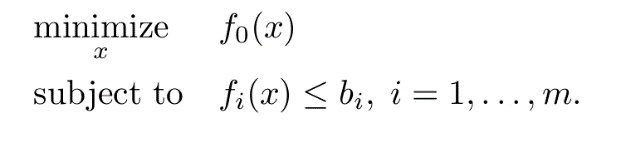 minimize f₀(x)
x
subject to fᵢ(x) ≤ bᵢ, i = 1, . . . , m.